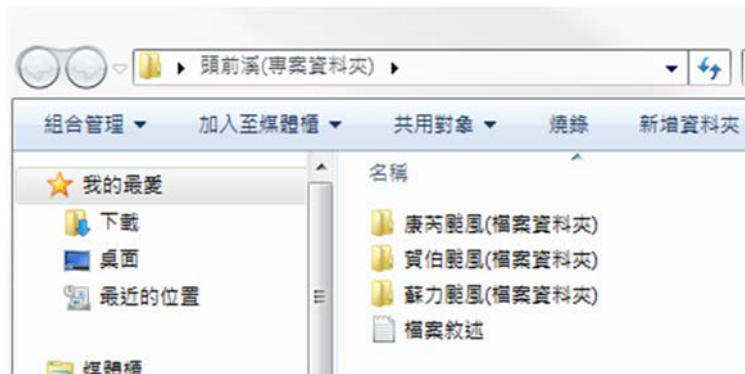 頭前溪(專案資料夾)
組合管理 加入至媒體櫃 共用對象 燒錄 新增資料夾
我的最愛
下載
桌面
最近的位置
媒體櫃
名稱
康芮颱風(檔案資料夾)
賀伯颱風(檔案資料夾)
蘇力颱風(檔案資料夾)
檔案敘述